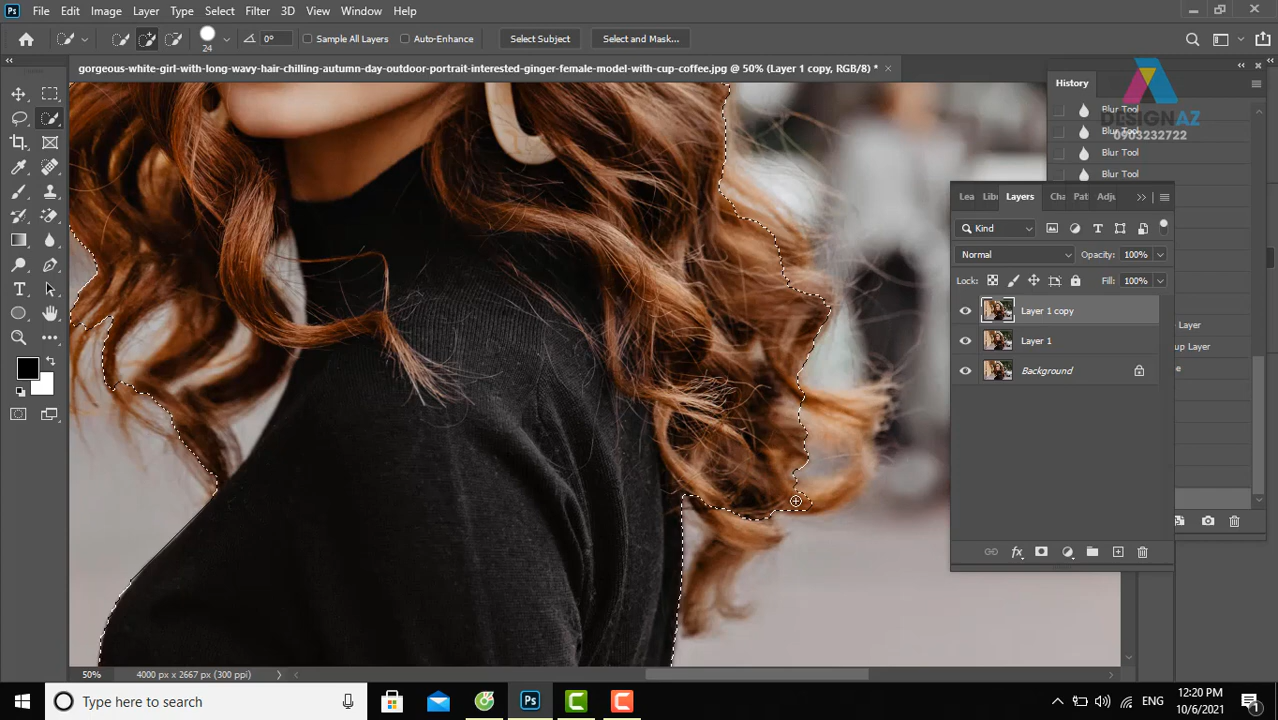 File Edit Image Layer Type Select Filter 3D View Window Help
24 0° Sample All Layers Auto-Enhance Select Subject Select and Mask...
gorgeous-white-girl-with-long-wavy-hair-chilling-autumn-day-outdoor-portrait-interested-ginger-female-model-with-cup-coffee.jpg @ 50% (Layer 1 copy, RGB/8) *
History
DESIGNAZ
0903232722
Blur Tool
Blur Tool
Blur Tool
Blur Tool
Lea Lib Layers Cha Pat Adju
Kind
Normal Opacity: 100%
Lock: Fill: 100%
Layer 1 copy
Layer 1
Background
Layer
up Layer
e
50% 4000 px x 2667 px (300 ppi)
Type here to search
ENG
12:20 PM
10/6/2021
1